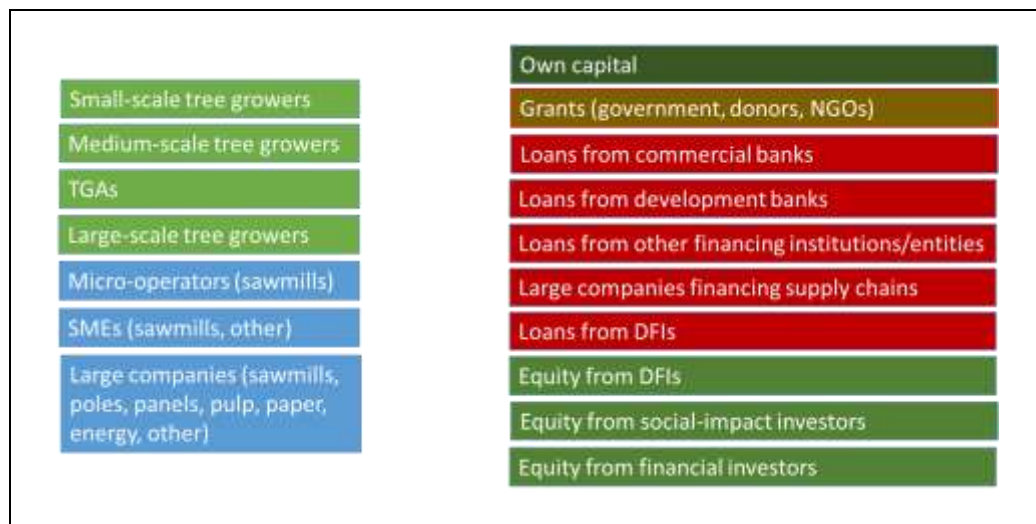 Small-scale tree growers
Medium-scale tree growers
TGAs
Large-scale tree growers
Micro-operators (sawmills)
SMEs (sawmills, other)
Large companies (sawmills,
poles, panels, pulp, paper,
energy, other)
Own capital
Grants (government, donors, NGOs)
Loans from commercial banks
Loans from development banks
Loans from other financing institutions/entities
Large companies financing supply chains
Loans from DFIs
Equity from DFIs
Equity from social-impact investors
Equity from financial investors